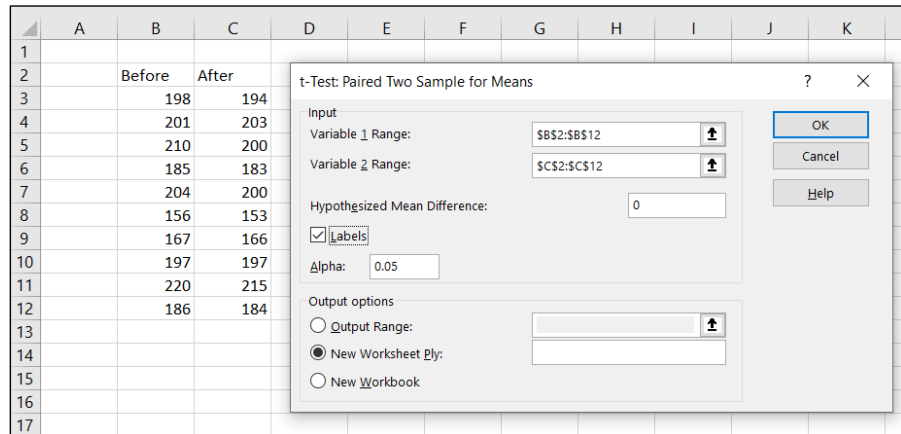 A B C D E F G H I J K
1
2 Before After
3 198 194
4 201 203
5 210 200
6 185 183
7 204 200
8 156 153
9 167 166
10 197 197
11 220 215
12 186 184
13
14
15
16
17
t-Test: Paired Two Sample for Means ? ×
Input
Variable 1 Range: $B$2:$B$12
Variable 2 Range: $C$2:$C$12
Hypothesized Mean Difference: 0
Labels
Alpha: 0.05
Output options
Output Range:
New Worksheet Ply:
New Workbook
OK
Cancel
Help